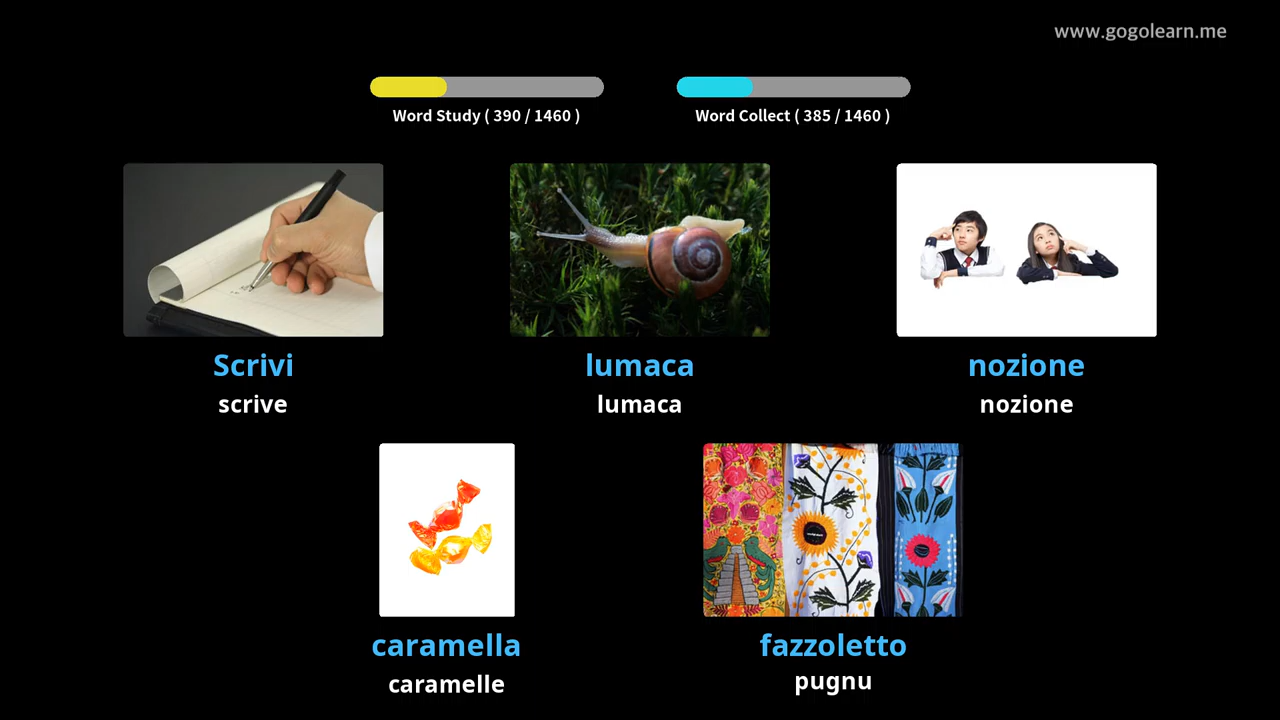 www.gogolearn.me
Word Study ( 390 / 1460 )
Word Collect ( 385 / 1460 )
Scrivi
scrive
lumaca
lumaca
nozione
nozione
caramella
caramelle
fazzoletto
pugnu